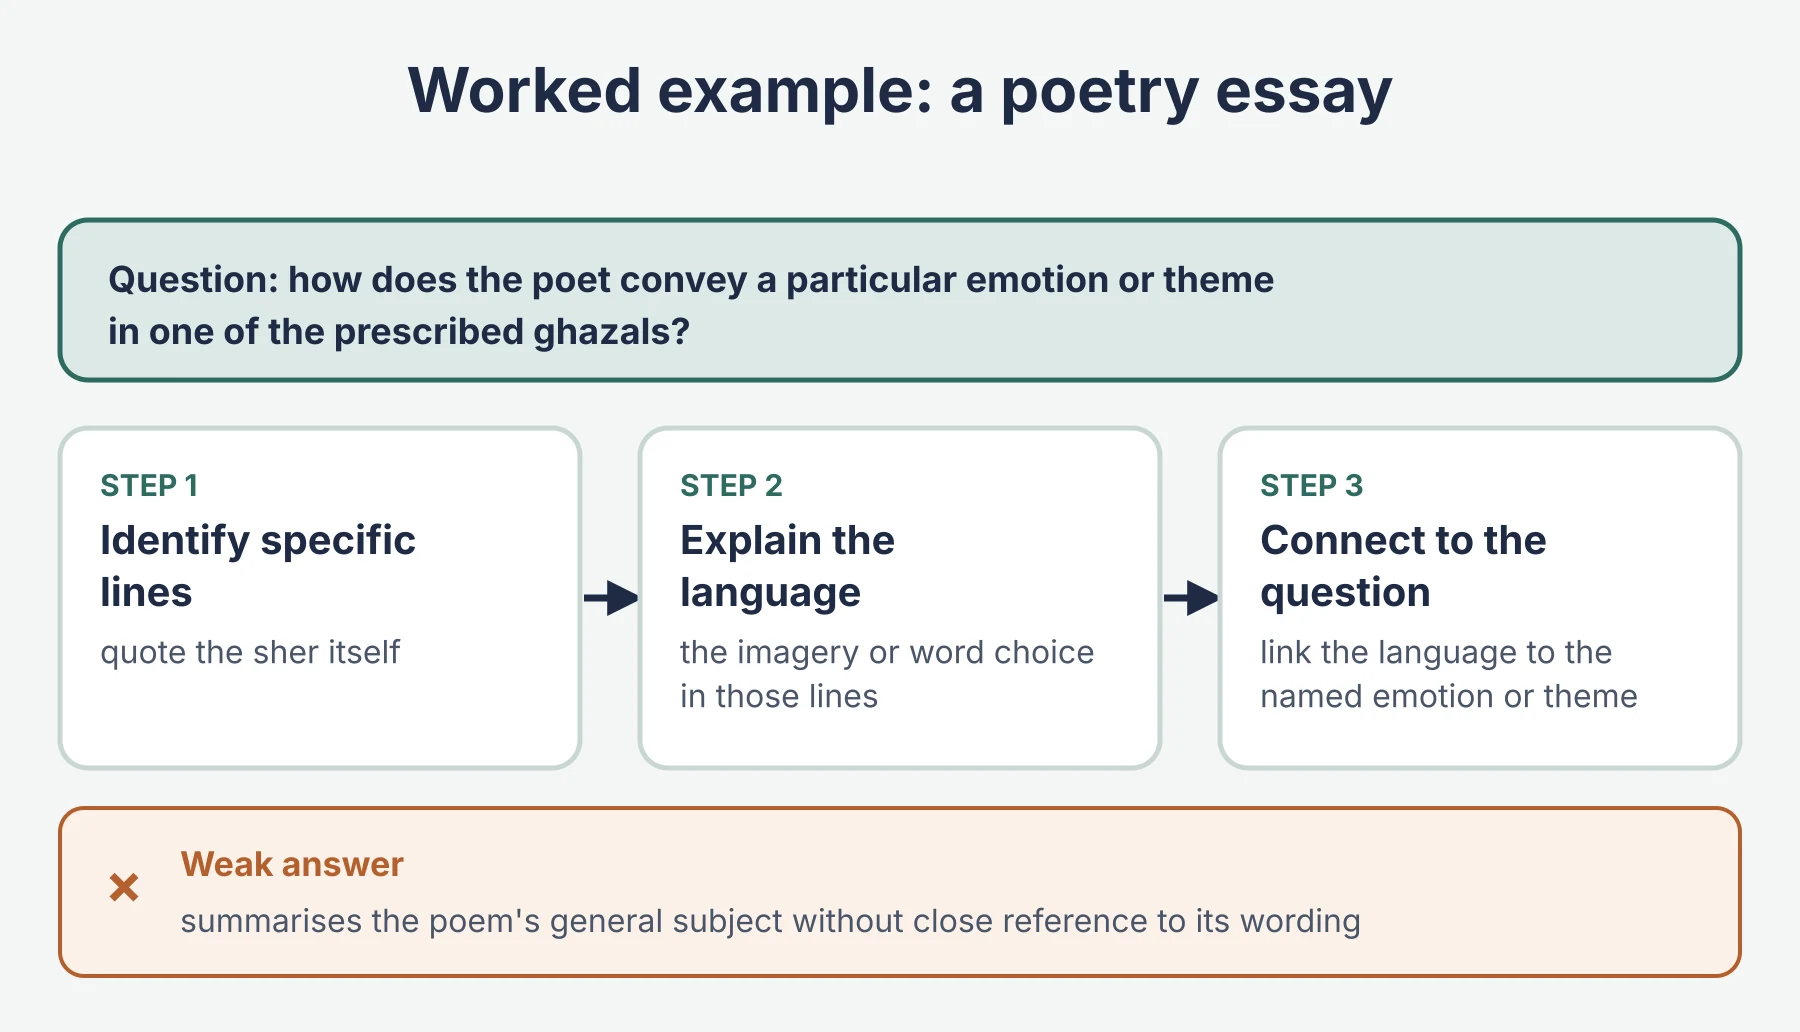 Worked example: a poetry essay
Question: how does the poet convey a particular emotion or theme
in one of the prescribed ghazals?
STEP 1
Identify specific
lines
quote the sher itself
STEP 2
Explain the
language
the imagery or word choice
in those lines
STEP 3
Connect to the
question
link the language to the
named emotion or theme
Weak answer
summarises the poem's general subject without close reference to its wording